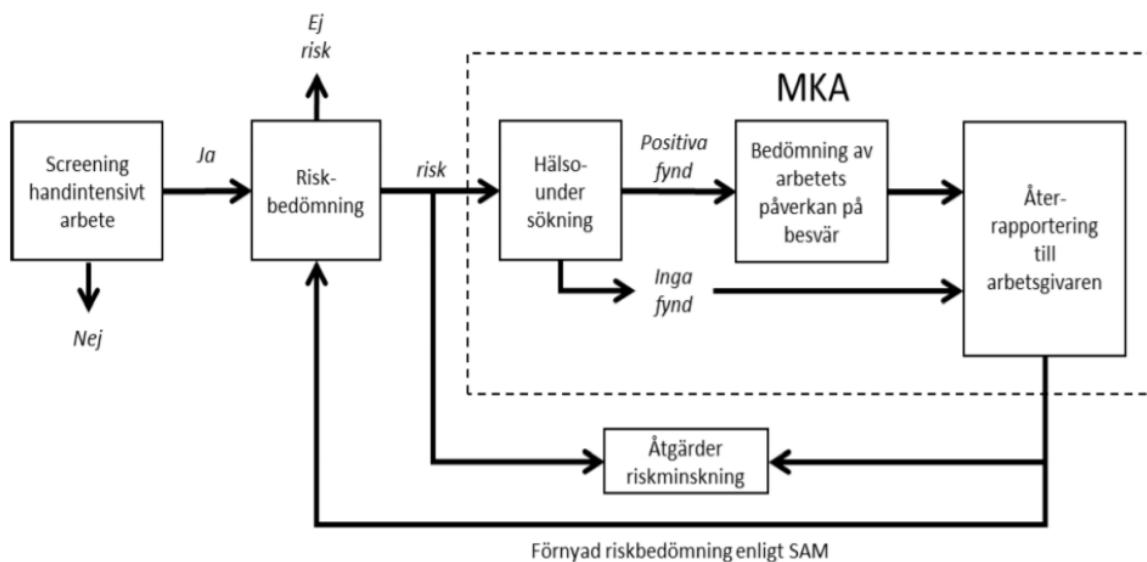 Ej
risk
MKA
Screening
handintensivt
arbete
Ja
Risk-
bedömning
risk
Hälso-
under
sökning
Positiva
fynd
Bedömning av
arbetets
påverkan på
besvär
Åter-
rapportering
till
arbetsgivaren
Inga
fynd
Nej
Åtgärder
riskminskning
Förnyad riskbedömning enligt SAM